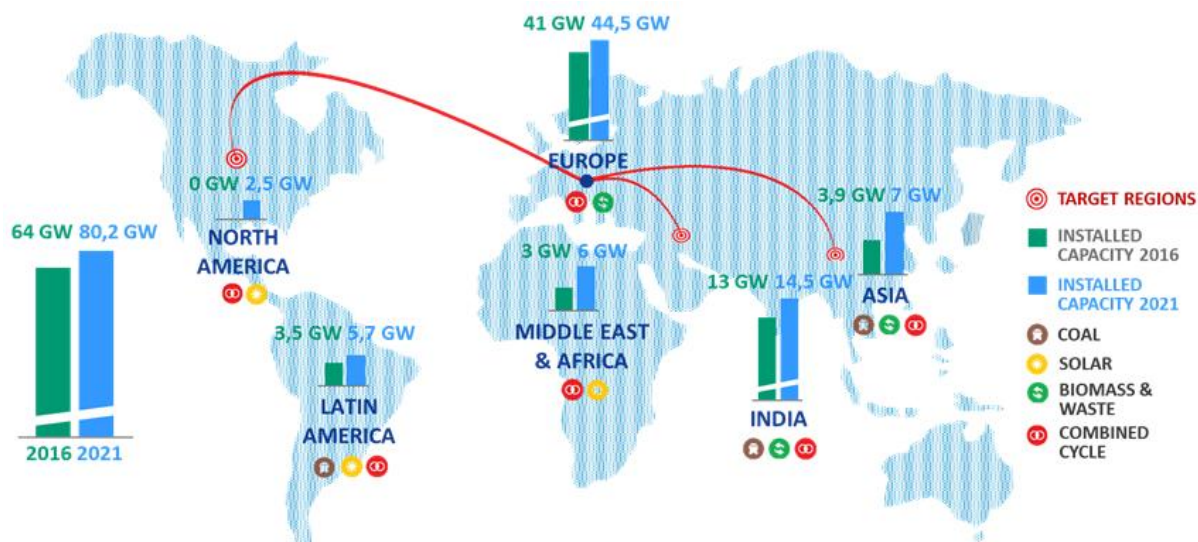 41 GW 44,5 GW
EUROPE
0 GW 2,5 GW
NORTH
AMERICA
64 GW 80,2 GW
2016 2021
3,5 GW 5,7 GW
LATIN
AMERICA
3 GW 6 GW
MIDDLE EAST
& AFRICA
13 GW 14,5 GW
INDIA
3,9 GW 7 GW
ASIA
TARGET REGIONS
INSTALLED
CAPACITY 2016
INSTALLED
CAPACITY 2021
COAL
SOLAR
BIOMASS &
WASTE
COMBINED
CYCLE